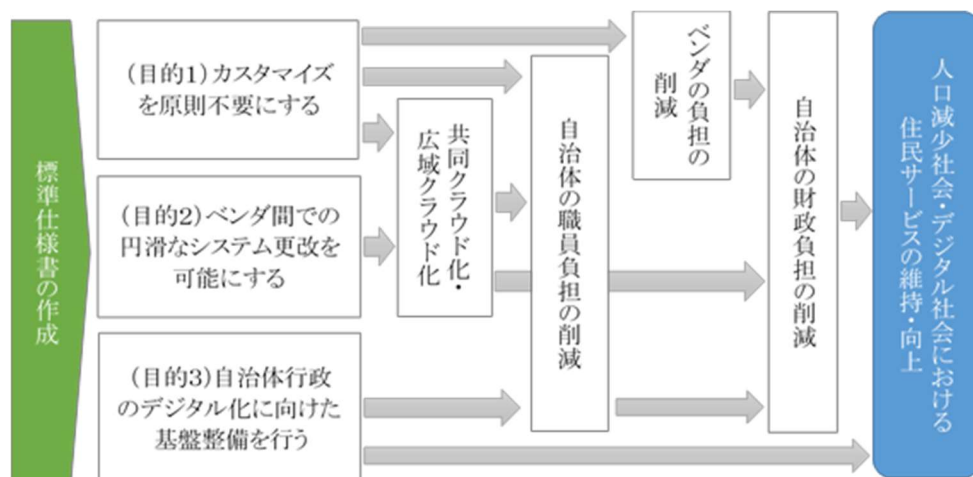 標準仕様書の作成
(目的1)カスタマイズ
を原則不要にする
(目的2)ベンダ間での
円滑なシステム更改を
可能にする
(目的3)自治体行政
のデジタル化に向けた
基盤整備を行う
共同クラウド化・
広域クラウド化
自治体の職員負担の削減
ベンダの負担の
削減
自治体の財政負担の削減
人口減少社会・デジタル社会における
住民サービスの維持・向上